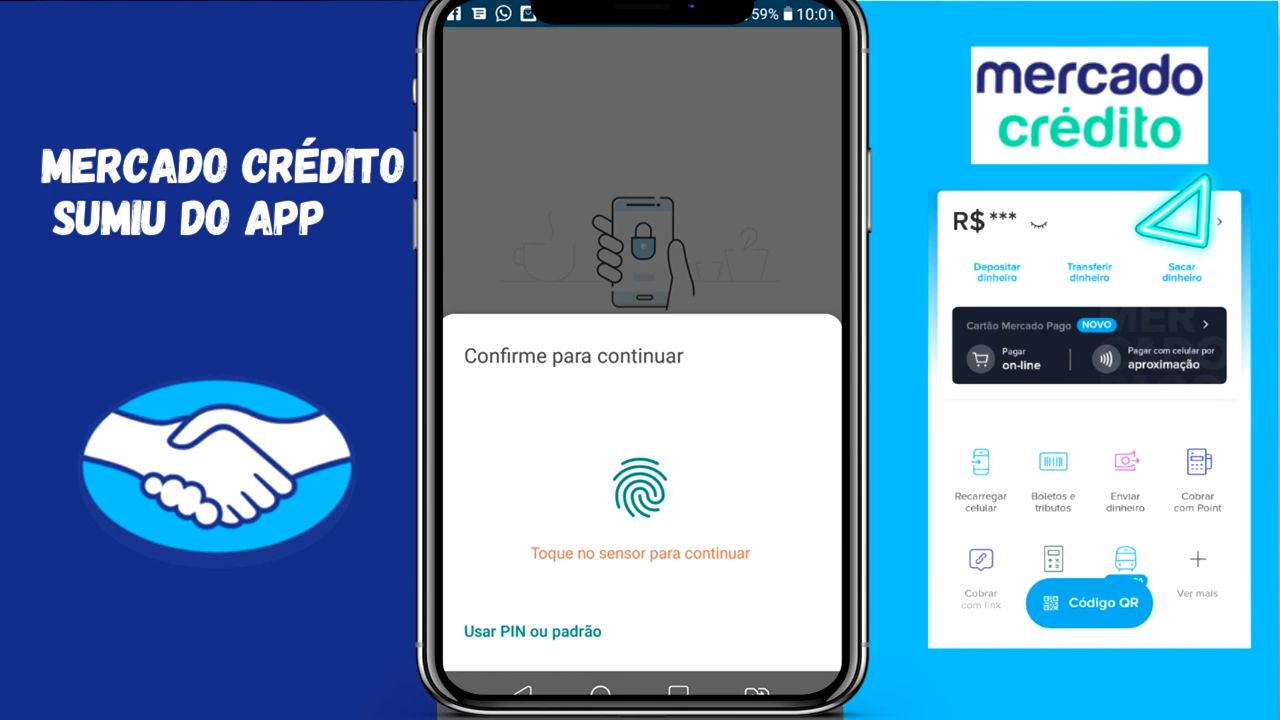 MERCADO CRÉDITO
SUMIU DO APP
59% 10:01
Confirme para continuar
Toque no sensor para continuar
Usar PIN ou padrão
mercado
crédito
R$ ***
Depositar
dinheiro
Transferir
dinheiro
Sacar
dinheiro
Cartão Mercado Pago NOVO
Pagar
on-line
Pagar com celular por
aproximação
Recarregar
celular
Boletos e
tributos
Enviar
dinheiro
Cobrar
com Point
Cobrar
com link
Código QR
Ver mais